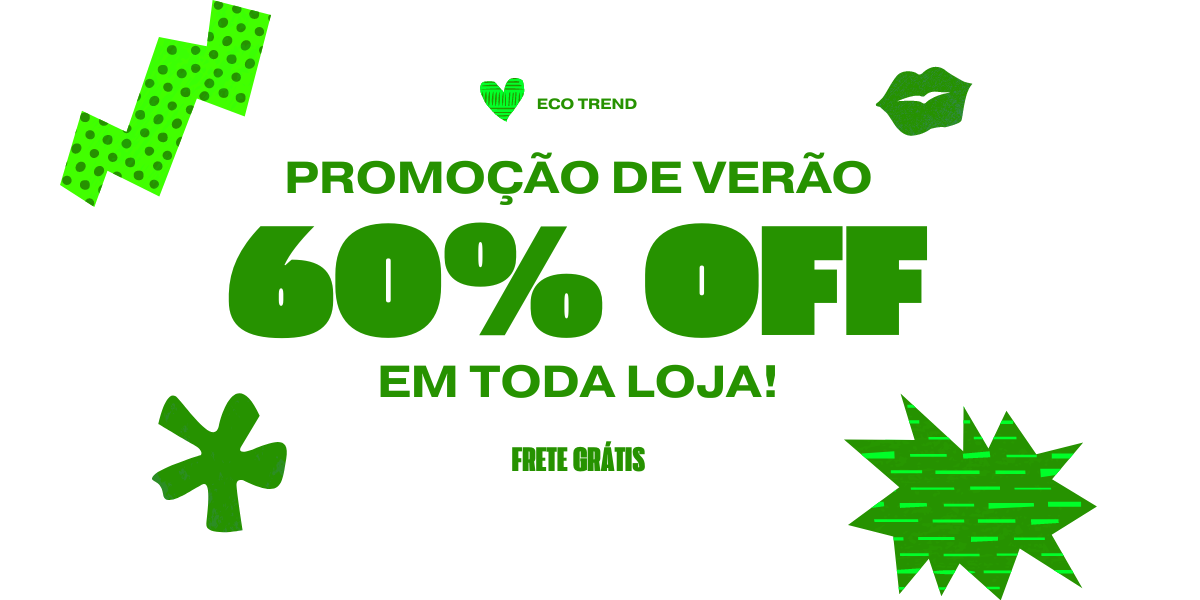 ECO TREND
PROMOÇÃO DE VERÃO
60% OFF
EM TODA LOJA!
FRETE GRÁTIS